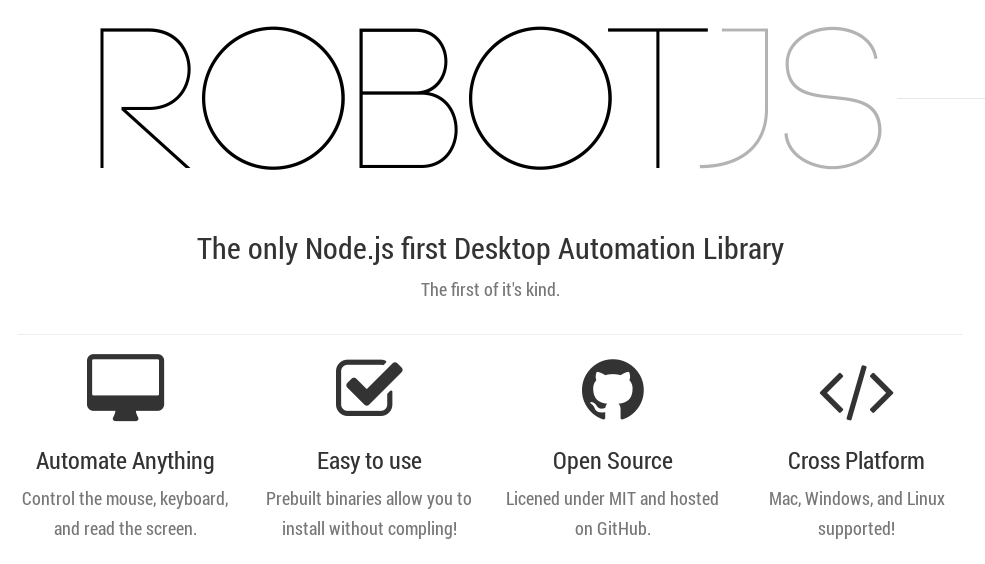 ROBOTJS
The only Node.js first Desktop Automation Library
The first of it's kind.
Automate Anything
Control the mouse, keyboard,
and read the screen.
Easy to use
Prebuilt binaries allow you to
install without compling!
Open Source
Licened under MIT and hosted
on GitHub.
Cross Platform
Mac, Windows, and Linux
supported!